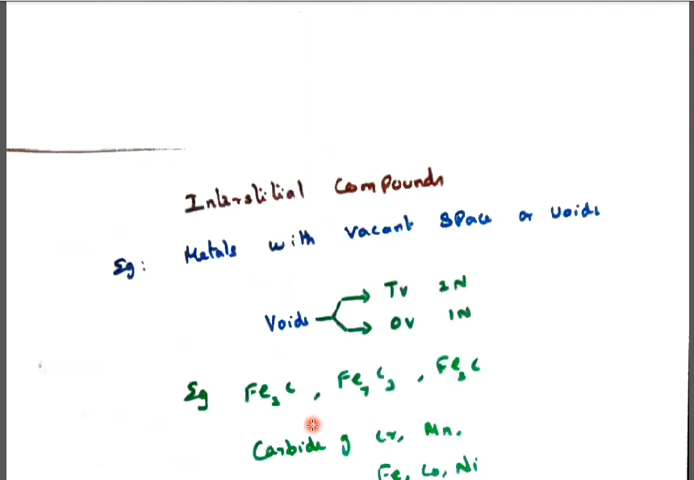 Interstitial Compounds
Eg: Metals with vacant space or voids
Voids TV 2N
OV 1N
Eg Fe₃C, Fe₇C₃, Fe₂C
Carbide of Cr, Mn,
Fe, Co, Ni